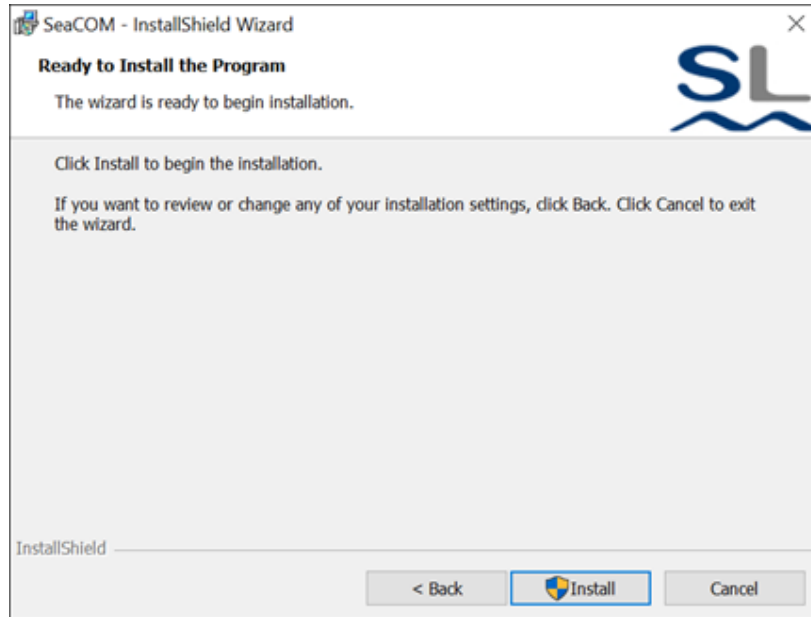 SeaCOM - InstallShield Wizard
Ready to Install the Program
The wizard is ready to begin installation.
SL
Click Install to begin the installation.
If you want to review or change any of your installation settings, click Back. Click Cancel to exit
the wizard.
InstallShield
< Back
Install
Cancel